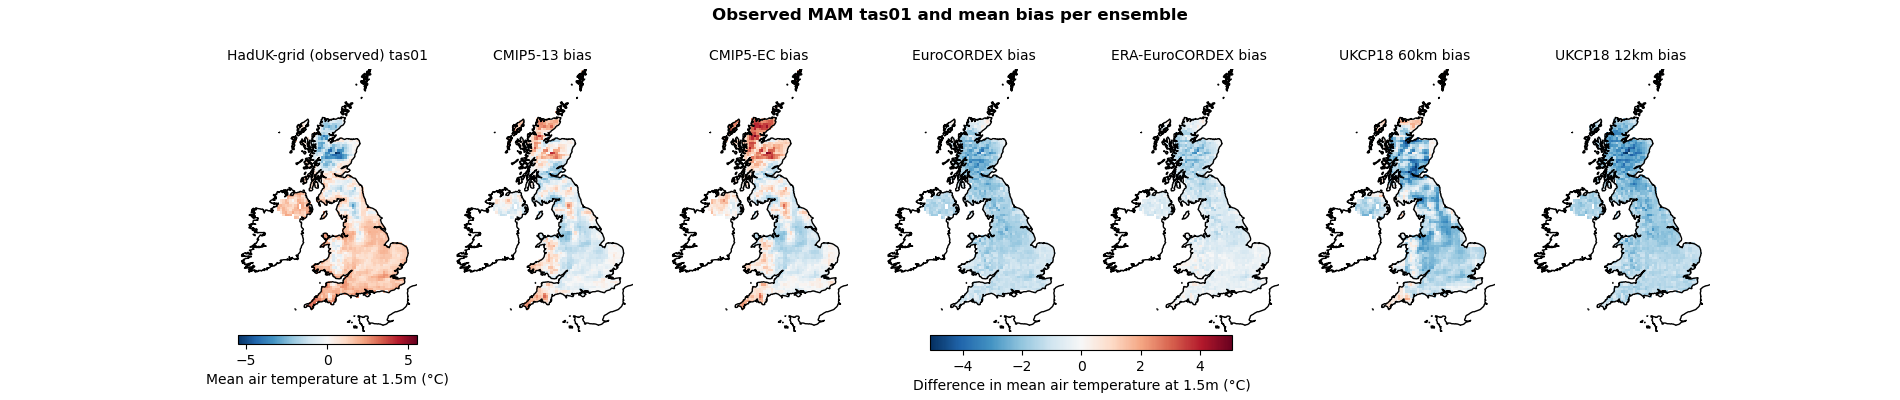 Observed MAM tas01 and mean bias per ensemble
HadUK-grid (observed) tas01
CMIP5-13 bias
CMIP5-EC bias
EuroCORDEX bias
ERA-EuroCORDEX bias
UKCP18 60km bias
UKCP18 12km bias
−5 0 5
Mean air temperature at 1.5m (°C)
−4 −2 0 2 4
Difference in mean air temperature at 1.5m (°C)